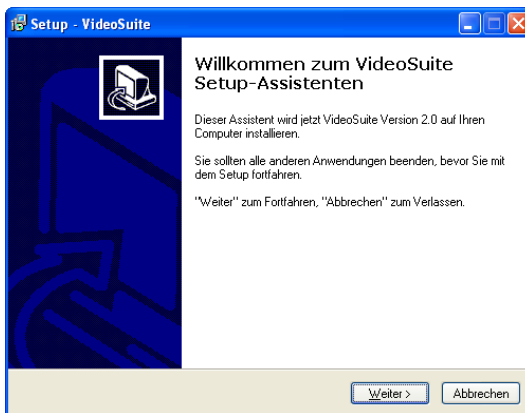 Setup - VideoSuite
Willkommen zum VideoSuite
Setup-Assistenten
Dieser Assistent wird jetzt VideoSuite Version 2.0 auf Ihren
Computer installieren.
Sie sollten alle anderen Anwendungen beenden, bevor Sie mit
dem Setup fortfahren.
"Weiter" zum Fortfahren, "Abbrechen" zum Verlassen.
Weiter >
Abbrechen